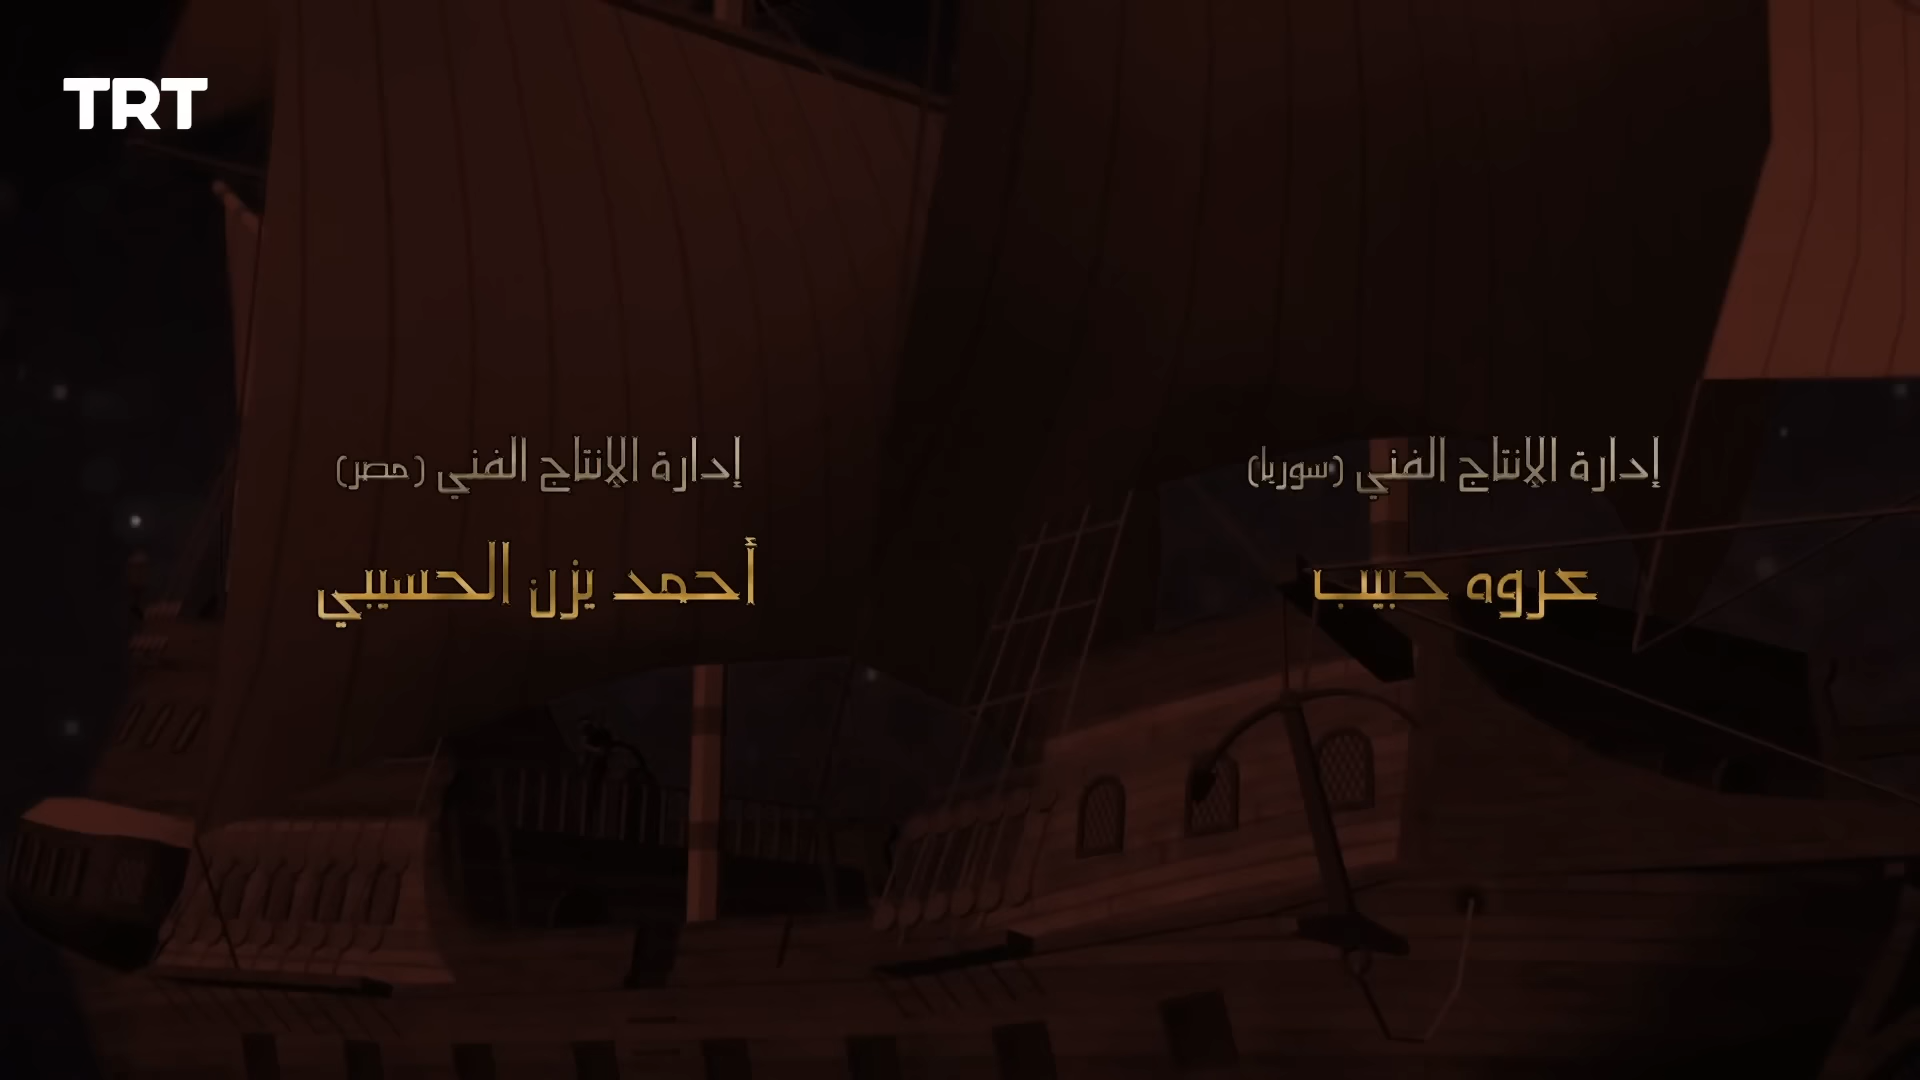 TRT
إدارة الإنتاج الفني (سوريا)
عروه حبيب
إدارة الإنتاج الفني (مصر)
أحمد يزن الحسيبي